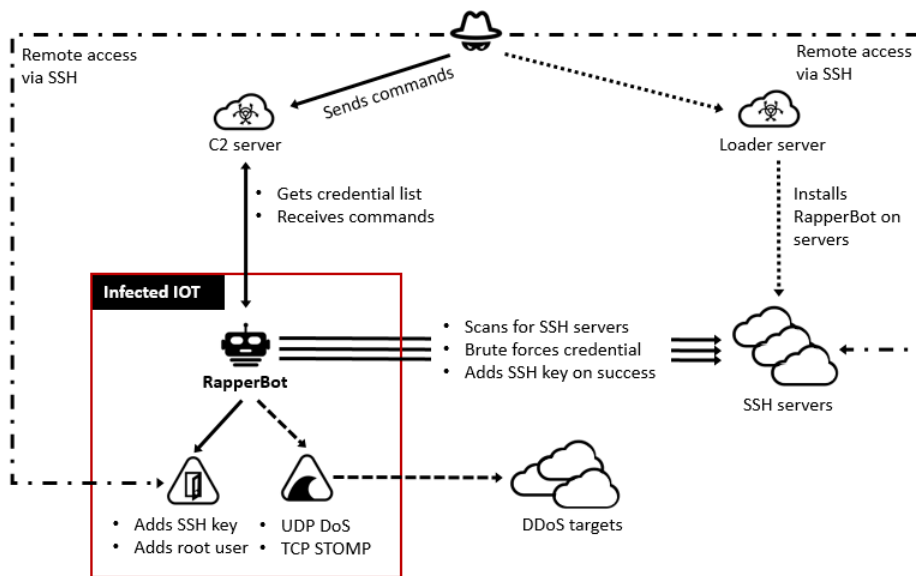 Remote access
via SSH
Sends commands
Remote access
via SSH
C2 server
Loader server
• Gets credential list
• Receives commands
Installs
RapperBot on
servers
Infected IOT
• Scans for SSH servers
• Brute forces credential
• Adds SSH key on success
RapperBot
SSH servers
• Adds SSH key
• Adds root user
• UDP DoS
• TCP STOMP
DDoS targets